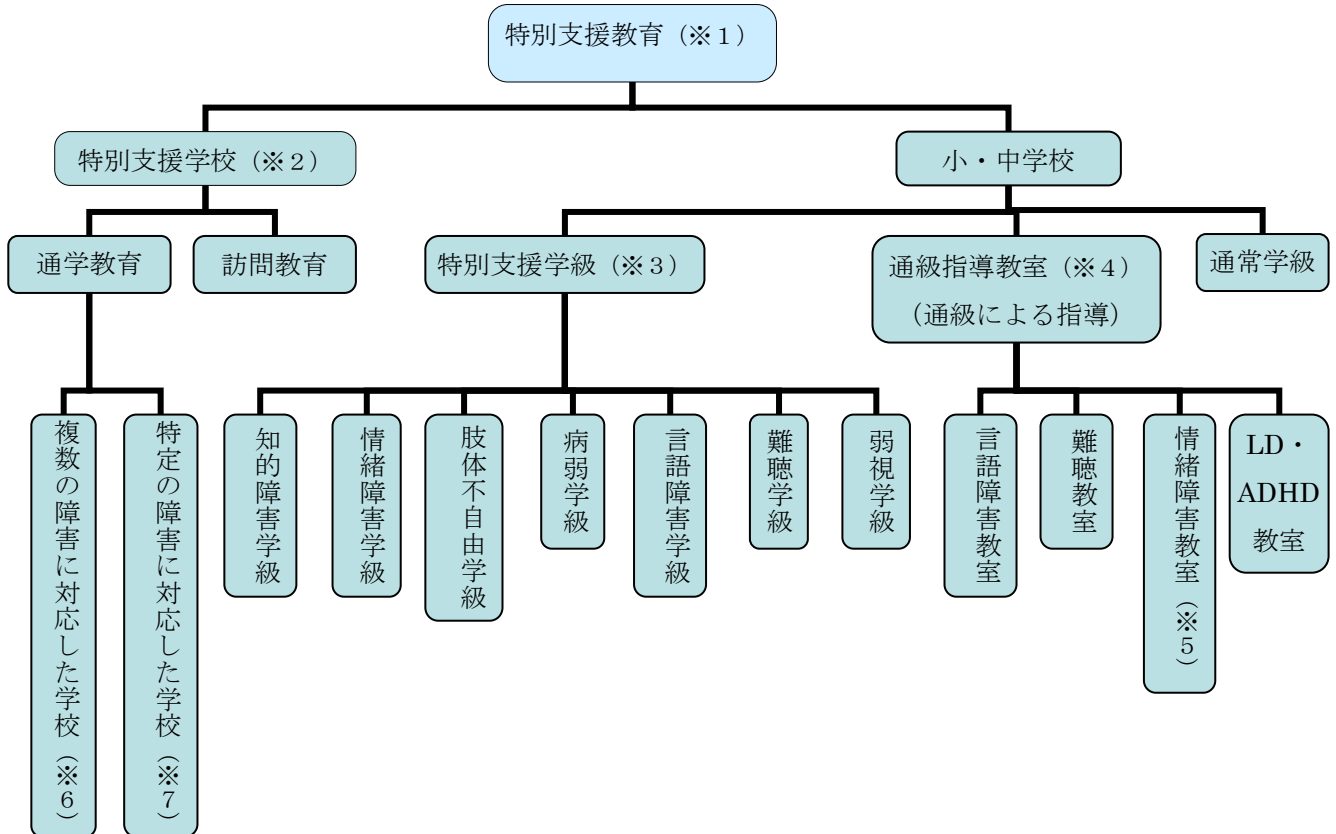 特別支援教育(※1)
特別支援学校(※2)
小・中学校
通学教育
訪問教育
特別支援学級(※3)
通級指導教室(※4)
(通級による指導)
通常学級
複数の障害に対応した学校(※6)
特定の障害に対応した学校(※7)
知的障害学級
情緒障害学級
肢体不自由学級
病弱学級
言語障害学級
難聴学級
弱視学級
言語障害教室
難聴教室
情緒障害教室(※5)
LD・
ADHD
教室